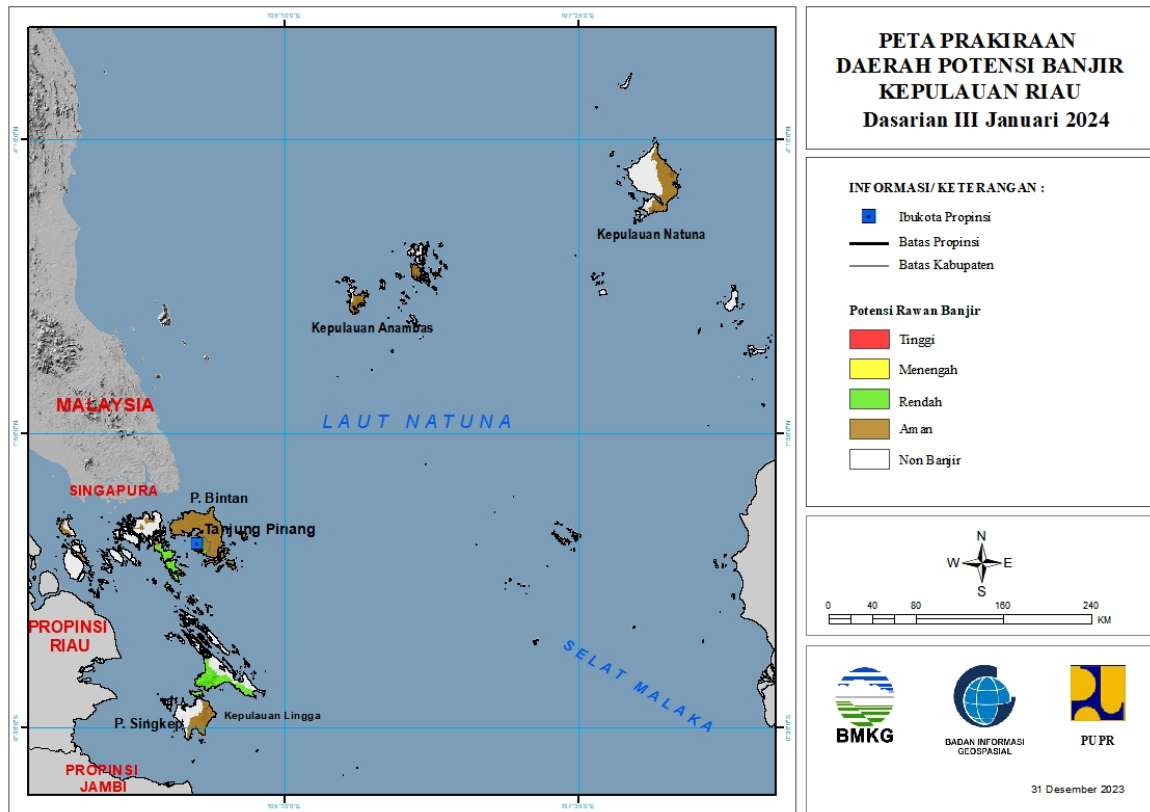 PETA PRAKIRAAN
DAERAH POTENSI BANJIR
KEPULAUAN RIAU
Dasarian III Januari 2024
INFORMASI/ KETERANGAN :
Ibukota Propinsi
Batas Propinsi
Batas Kabupaten
Potensi Rawan Banjir
Tinggi
Menengah
Rendah
Aman
Non Banjir
N
W E
S
0 40 80 160 240
KM
BMKG
BADAN INFORMASI
GEOSPASIAL
PUPR
31 Desember 2023
Kepulauan Natuna
Kepulauan Anambas
MALAYSIA
LAUT NATUNA
SINGAPURA
P. Bintan
Tanjung Pinang
PROPINSI
RIAU
SELAT MALAKA
P. Singkep
Kepulauan Lingga
PROPINSI
JAMBI